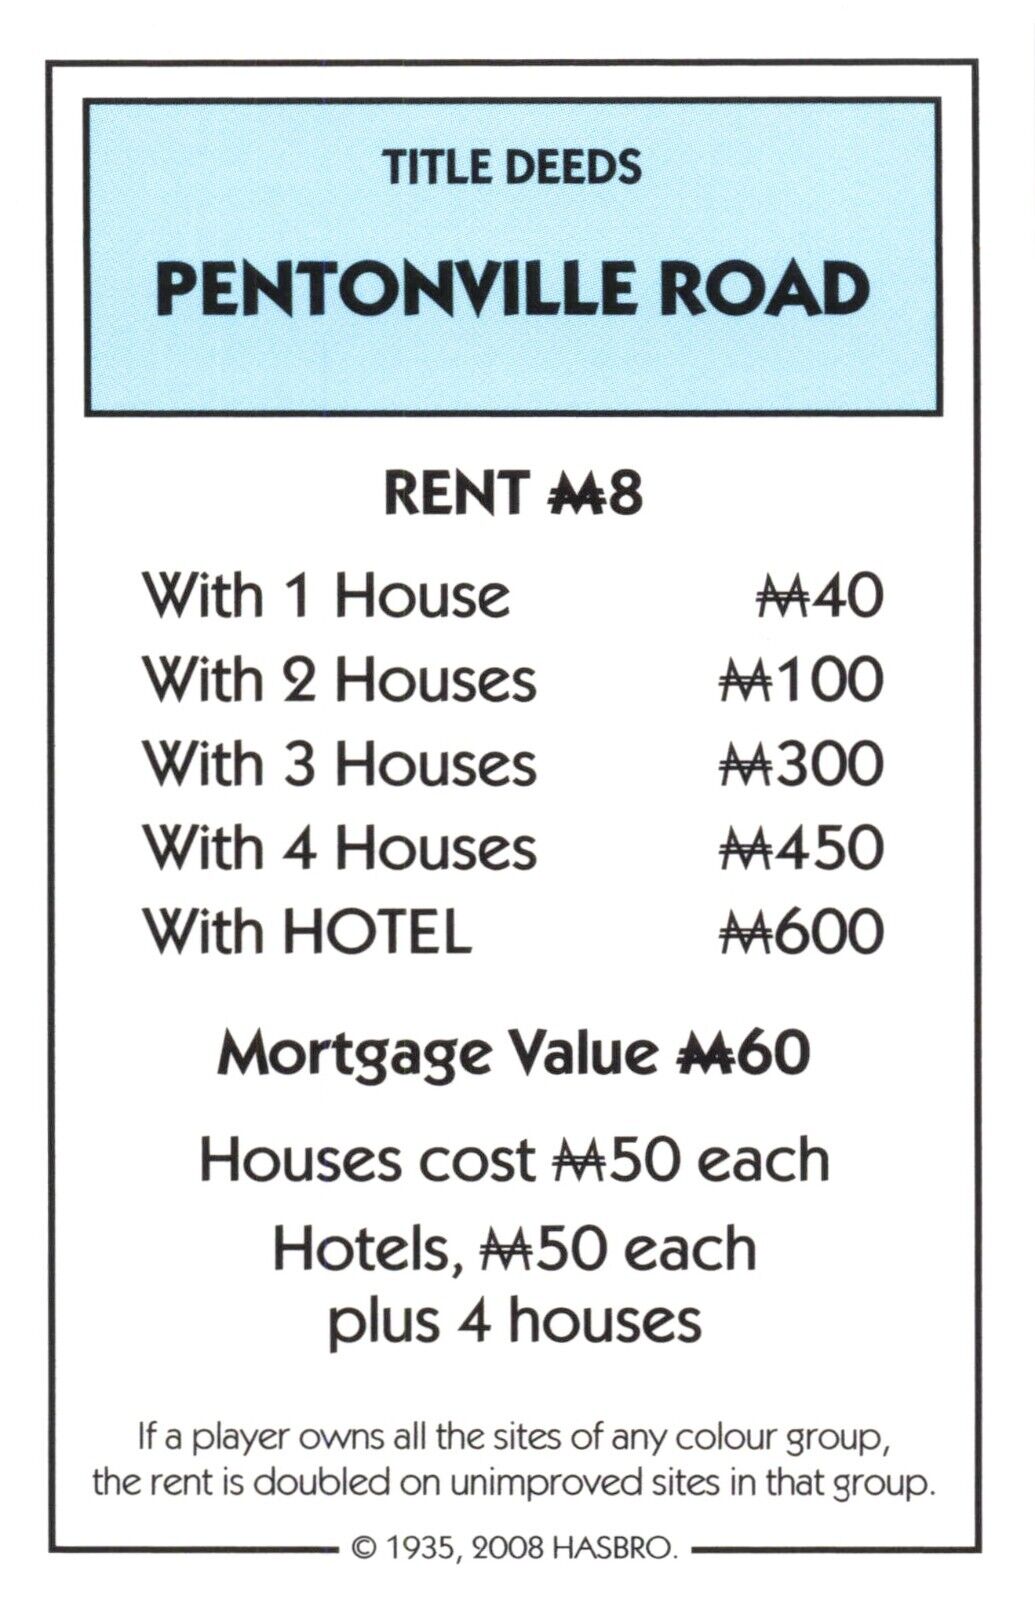 TITLE DEEDS
PENTONVILLE ROAD
RENT ₩8
With 1 House ₩40
With 2 Houses ₩100
With 3 Houses ₩300
With 4 Houses ₩450
With HOTEL ₩600
Mortgage Value ₩60
Houses cost ₩50 each
Hotels, ₩50 each
plus 4 houses
If a player owns all the sites of any colour group,
the rent is doubled on unimproved sites in that group.
© 1935, 2008 HASBRO.